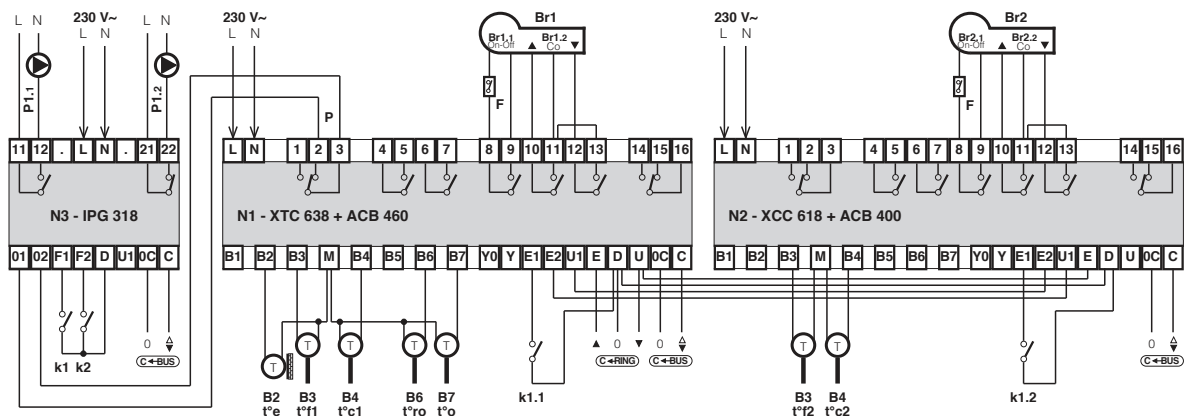 L N 230 V~ L N 230 V~ 230 V~
L N L N L N
Br1 Br2
Br1.1 Br1.2 Br2.1 Br2.2
On-Off ▲ Co ▼ On-Off ▲ Co ▼
P1.1 P1.2 P F F
11 12 . L N . 21 22
L N 1 2 3 4 5 6 7 8 9 10 11 12 13 14 15 16
L N 1 2 3 4 5 6 7 8 9 10 11 12 13 14 15 16
N3 - IPG 318
N1 - XTC 638 + ACB 460
N2 - XCC 618 + ACB 400
01 02 F1 F2 D U1 0C C
B1 B2 B3 M B4 B5 B6 B7 Y0 Y E1 E2 U1 E D U 0C C
B1 B2 B3 M B4 B5 B6 B7 Y0 Y E1 E2 U1 E D U 0C C
k1 k2
0
C◄-BUS
T T T T T
B2 B3 B4 B6 B7
t°e t°f1 t°c1 t°ro t°o
k1.1
▲ 0 ▼ 0
C◄-RING C◄-BUS
T T
B3 B4
t°f2 t°c2
k1.2
0
C◄-BUS